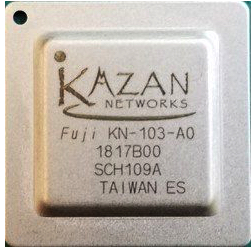 KAZAN
NETWORKS
Fuji KN-103-A0
1817B00
SCH109A
TAIWAN ES